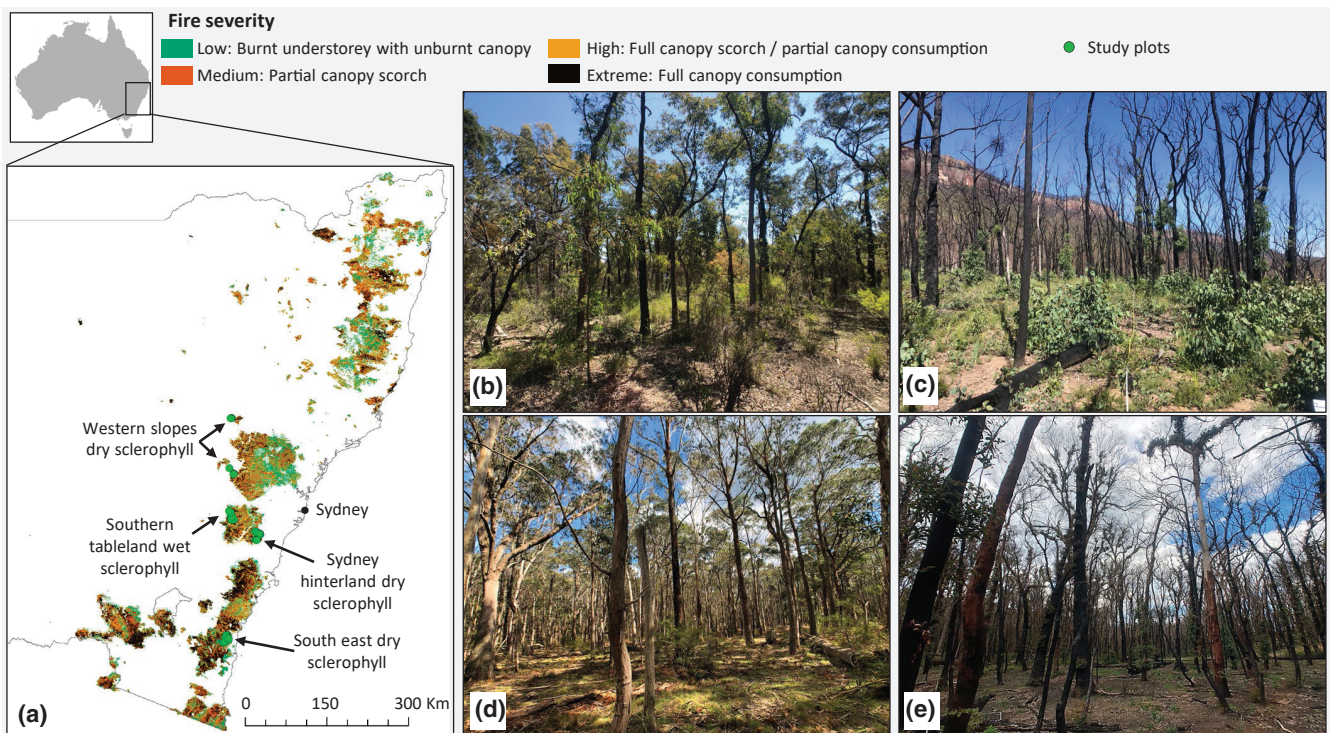 Fire severity
Low: Burnt understorey with unburnt canopy
High: Full canopy scorch / partial canopy consumption
Study plots
Medium: Partial canopy scorch
Extreme: Full canopy consumption
Western slopes
dry sclerophyll
Sydney
Southern
tableland wet
sclerophyll
Sydney
hinterland dry
sclerophyll
South east dry
sclerophyll
0 150 300 Km
(a)
(b)
(c)
(d)
(e)